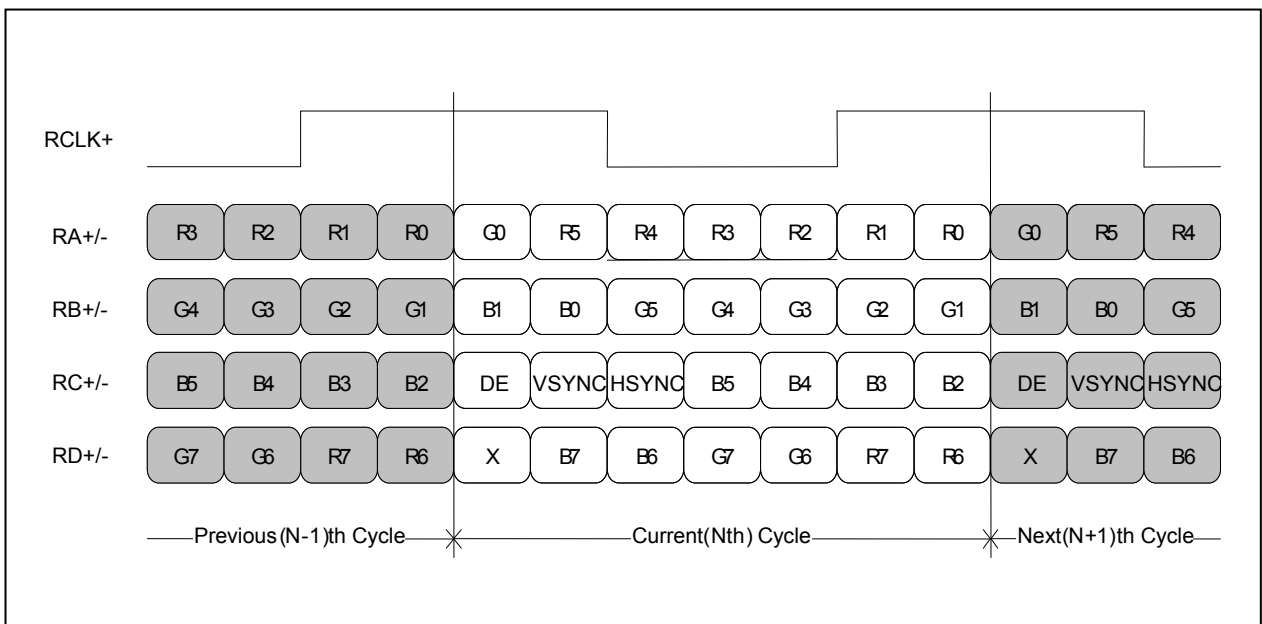 RCLK+
RA+/- R3 R2 R1 R0 G0 R5 R4 R3 R2 R1 R0 G0 R5 R4
RB+/- G4 G3 G2 G1 B1 B0 G5 G4 G3 G2 G1 B1 B0 G5
RC+/- B5 B4 B3 B2 DE VSYNC HSYNC B5 B4 B3 B2 DE VSYNC HSYNC
RD+/- G7 G6 R7 R6 X B7 B6 G7 G6 R7 R6 X B7 B6
Previous(N-1)th Cycle Current(Nth) Cycle Next(N+1)th Cycle